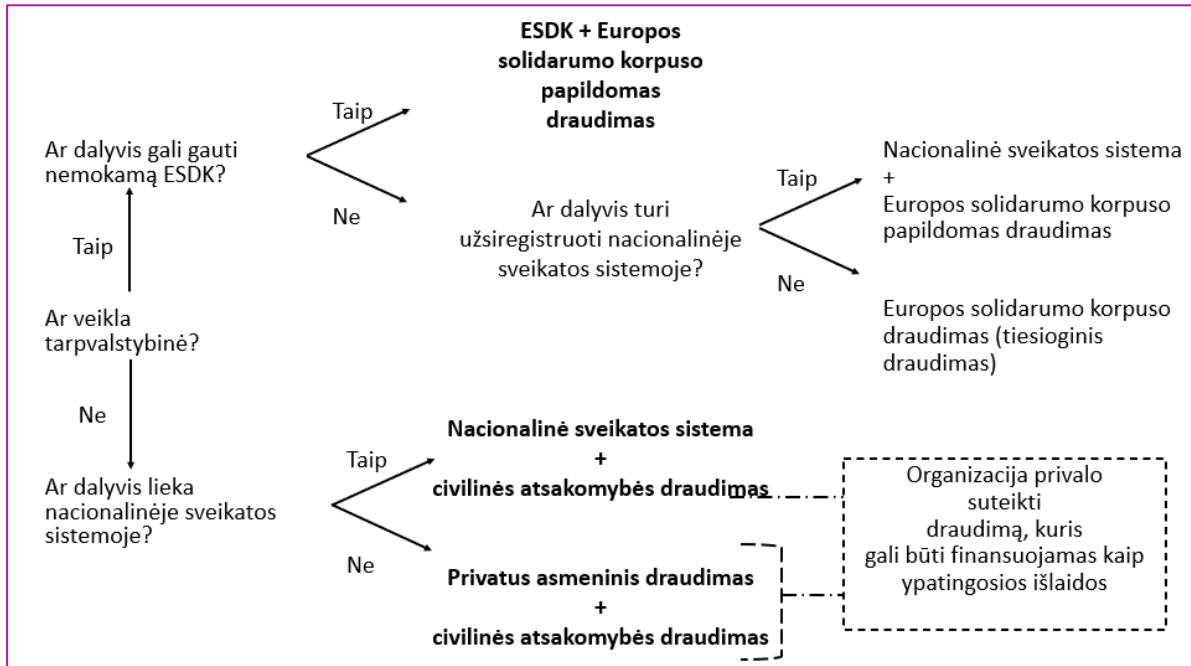 ESDK + Europos
solidarumo korpuso
papildomas
draudimas
Taip
Ar dalyvis gali gauti
nemokamą ESDK?
Ne
Ar dalyvis turi
užsiregistruoti nacionalinėje
sveikatos sistemoje?
Taip
Nacionalinė sveikatos sistema
+
Europos solidarumo korpuso
papildomas draudimas
Ne
Europos solidarumo korpuso
draudimas (tiesioginis
draudimas)
Taip
Ar veikla
tarpvalstybinė?
Ne
Ar dalyvis lieka
nacionalinėje sveikatos
sistemoje?
Taip
Nacionalinė sveikatos sistema
+
civilinės atsakomybės draudimas
Ne
Privatus asmeninis draudimas
+
civilinės atsakomybės draudimas
Organizacija privalo
suteikti
draudimą, kuris
gali būti finansuojamas kaip
ypatingosios išlaidos